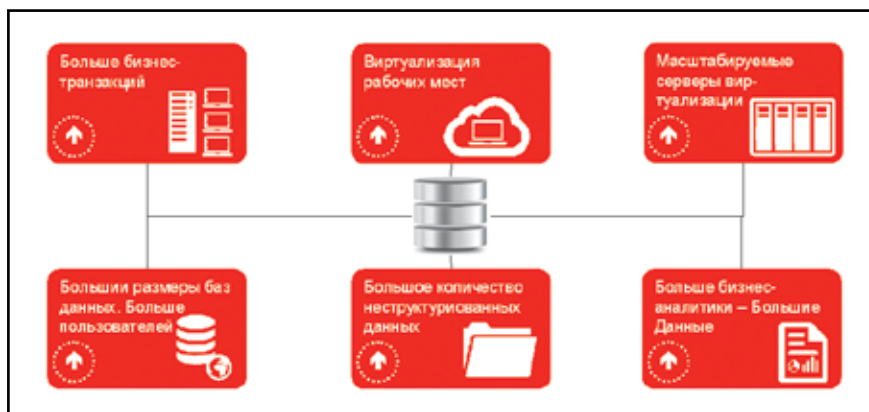 Больше бизнес-
транзакций
Виртуализация
рабочих мест
Масштабируемые
серверы вир-
туализации
Большии размеры баз
данных. Больше
пользователей
Большое количество
неструктуриованных
данных
Больше бизнес-
аналитики – Большие
Данные